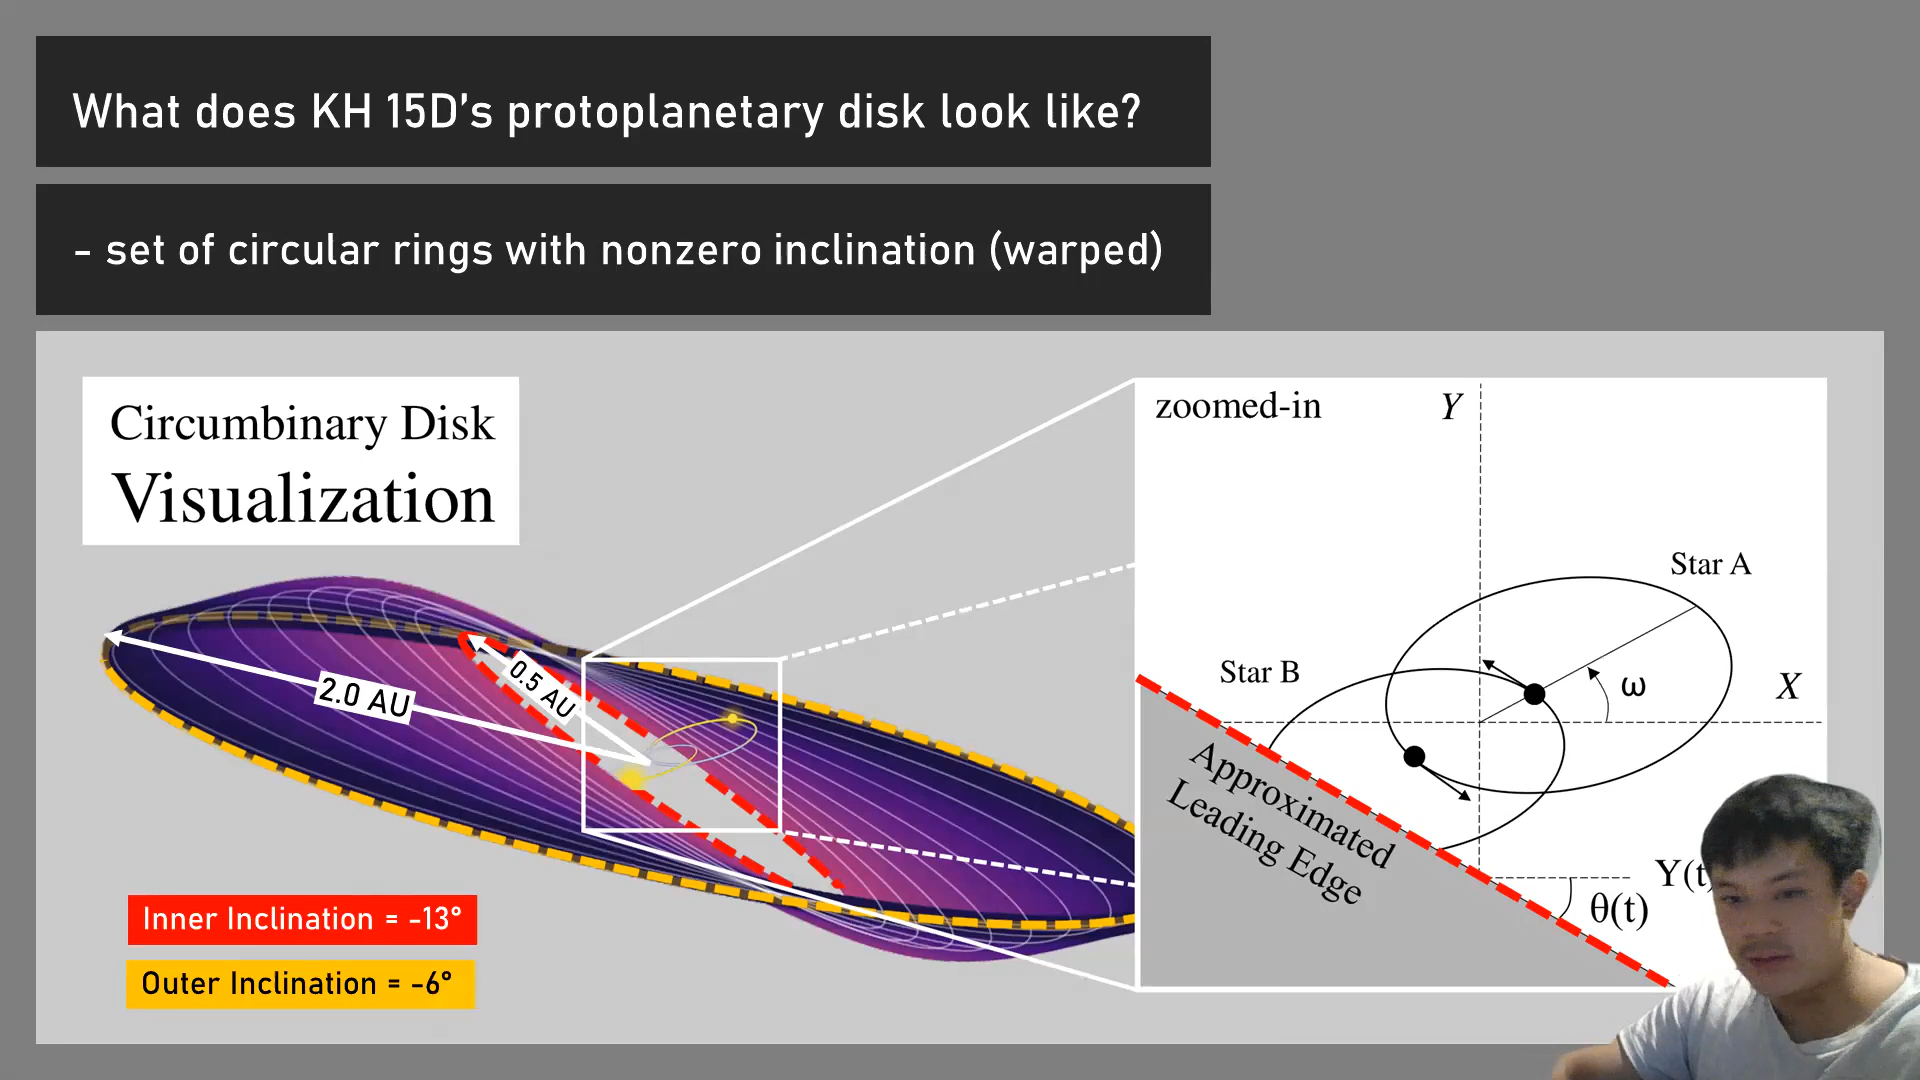 What does KH 15D's protoplanetary disk look like?
- set of circular rings with nonzero inclination (warped)
Circumbinary Disk
Visualization
2.0 AU
0.5 AU
Inner Inclination = -13°
Outer Inclination = -6°
zoomed-in
Y
Star A
Star B
ω
X
Approximated
Leading Edge
Y(t
θ(t)